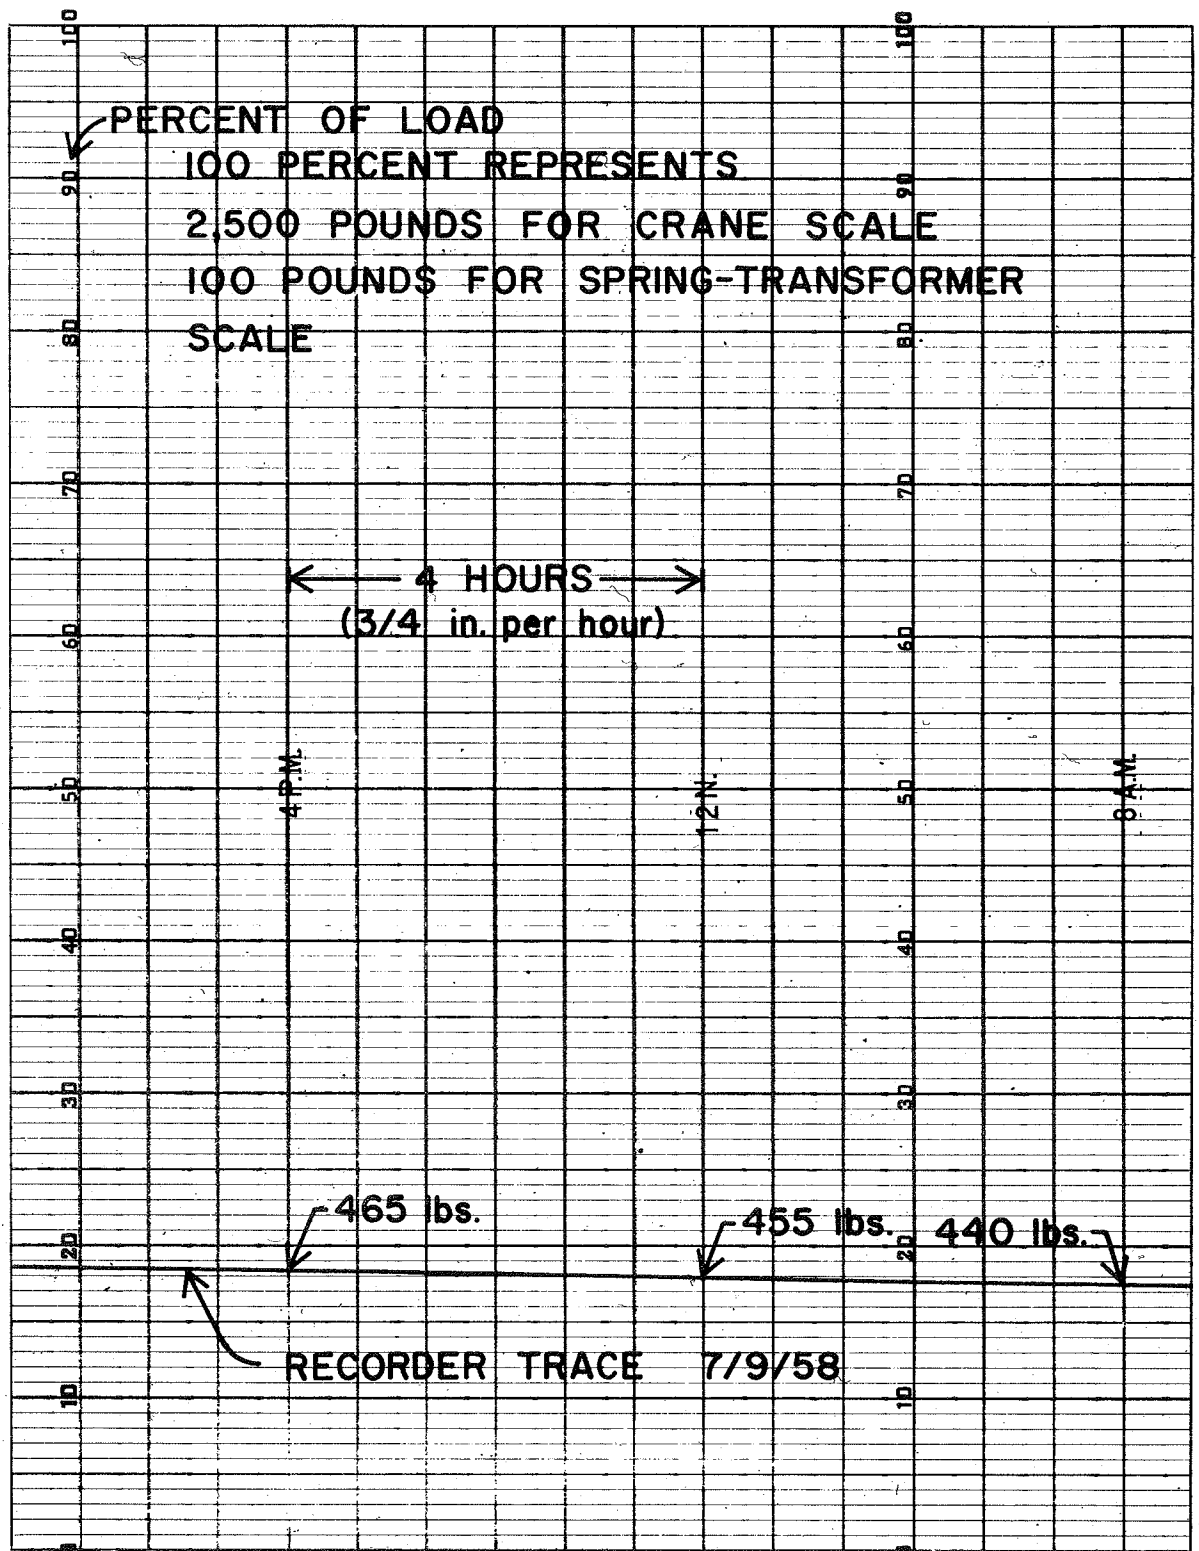 100
100
PERCENT OF LOAD
100 PERCENT REPRESENTS
90
90
2,500 POUNDS FOR CRANE SCALE
100 POUNDS FOR SPRING-TRANSFORMER
SCALE
80
80
70
70
4 HOURS
(3/4 in. per hour)
60
60
50
4 P.M.
12 N.
50
8 A.M.
40
40
30
30
465 lbs.
455 lbs.
440 lbs.
20
20
RECORDER TRACE 7/9/58
10
10